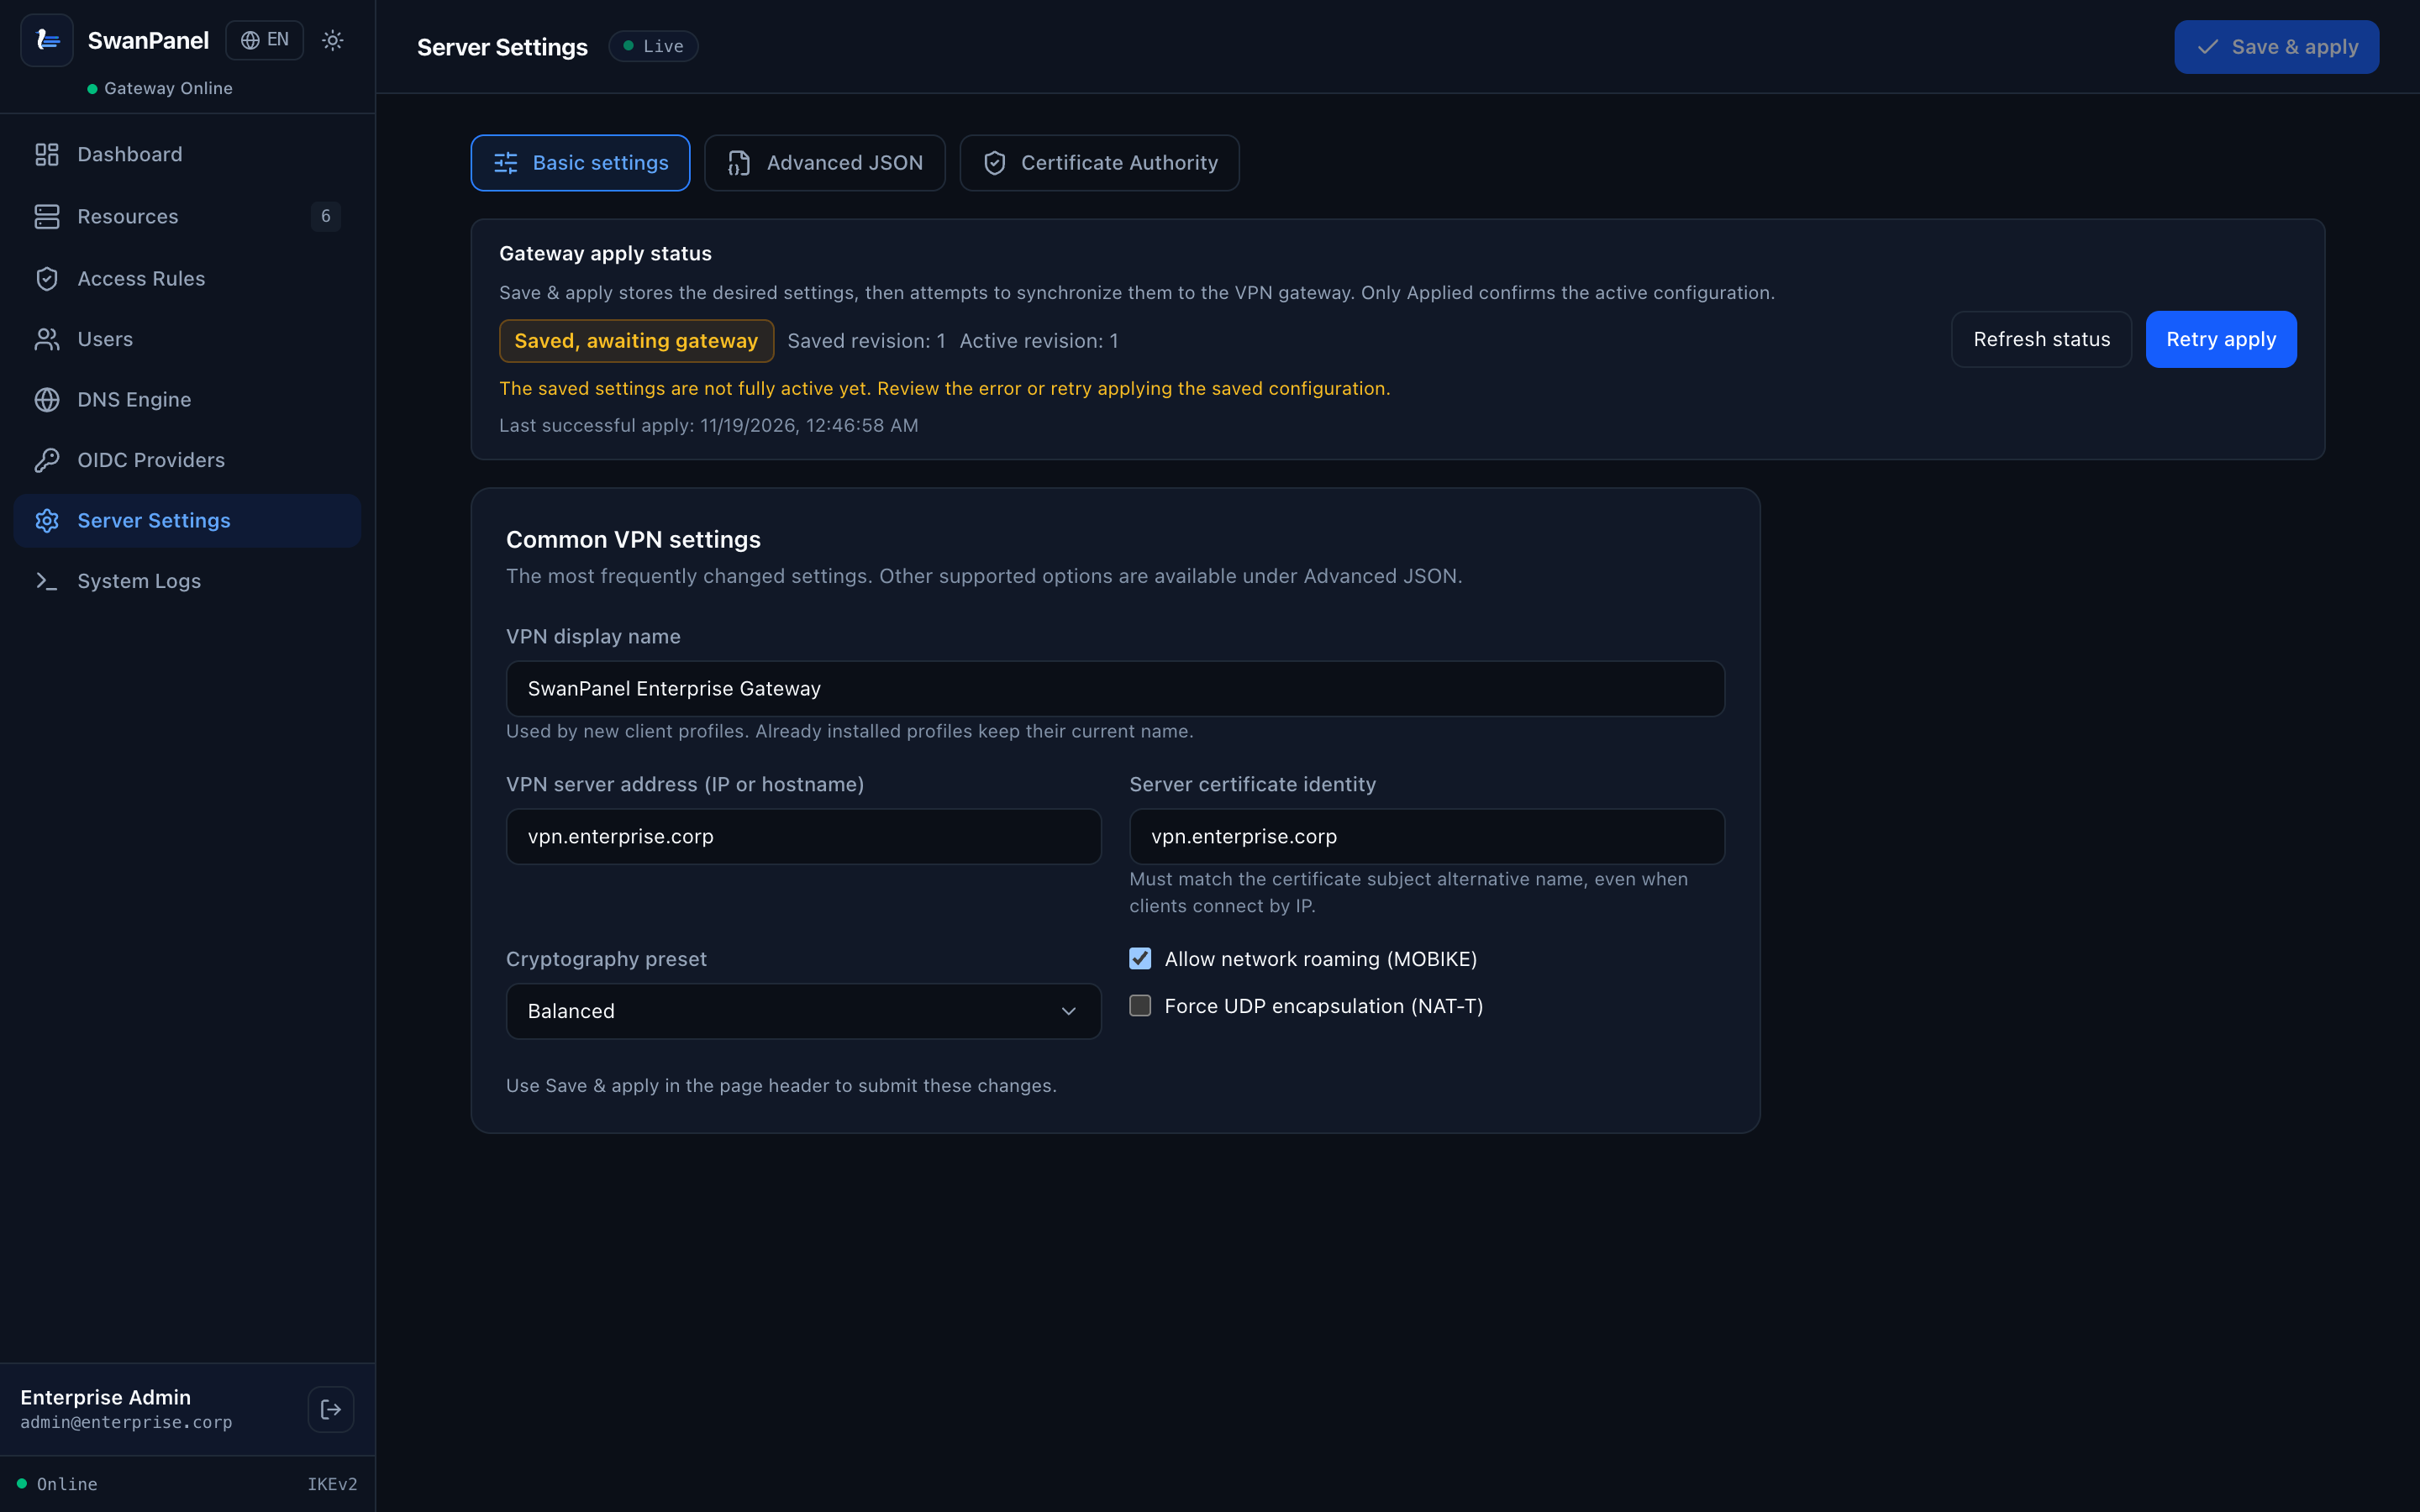 SwanPanel
EN
Gateway Online
Dashboard
Resources
6
Access Rules
Users
DNS Engine
OIDC Providers
Server Settings
System Logs
Enterprise Admin
admin@enterprise.corp
Online
IKEv2
Server Settings
Live
Save & apply
Basic settings
Advanced JSON
Certificate Authority
Gateway apply status
Save & apply stores the desired settings, then attempts to synchronize them to the VPN gateway. Only Applied confirms the active configuration.
Saved, awaiting gateway
Saved revision: 1
Active revision: 1
Refresh status
Retry apply
The saved settings are not fully active yet. Review the error or retry applying the saved configuration.
Last successful apply: 11/19/2026, 12:46:58 AM
Common VPN settings
The most frequently changed settings. Other supported options are available under Advanced JSON.
VPN display name
SwanPanel Enterprise Gateway
Used by new client profiles. Already installed profiles keep their current name.
VPN server address (IP or hostname)
vpn.enterprise.corp
Server certificate identity
vpn.enterprise.corp
Must match the certificate subject alternative name, even when
clients connect by IP.
Cryptography preset
Balanced
Allow network roaming (MOBIKE)
Force UDP encapsulation (NAT-T)
Use Save & apply in the page header to submit these changes.